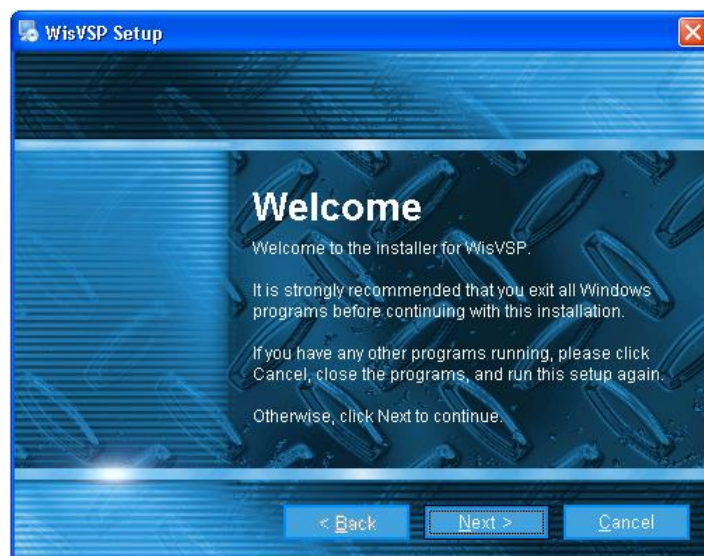 WisVSP Setup
Welcome
Welcome to the installer for WisVSP.
It is strongly recommended that you exit all Windows
programs before continuing with this installation.
If you have any other programs running, please click
Cancel, close the programs, and run this setup again.
Otherwise, click Next to continue.
< Back
Next >
Cancel